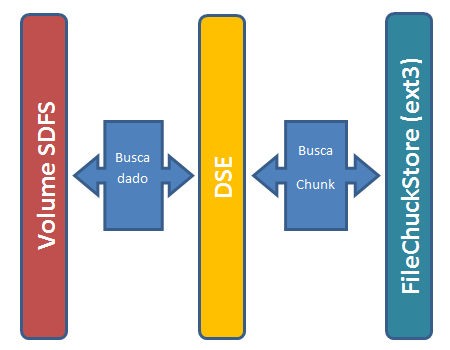 Volume SDFS
Busca
dado
DSE
Busca
Chunk
FileChuckStore (ext3)